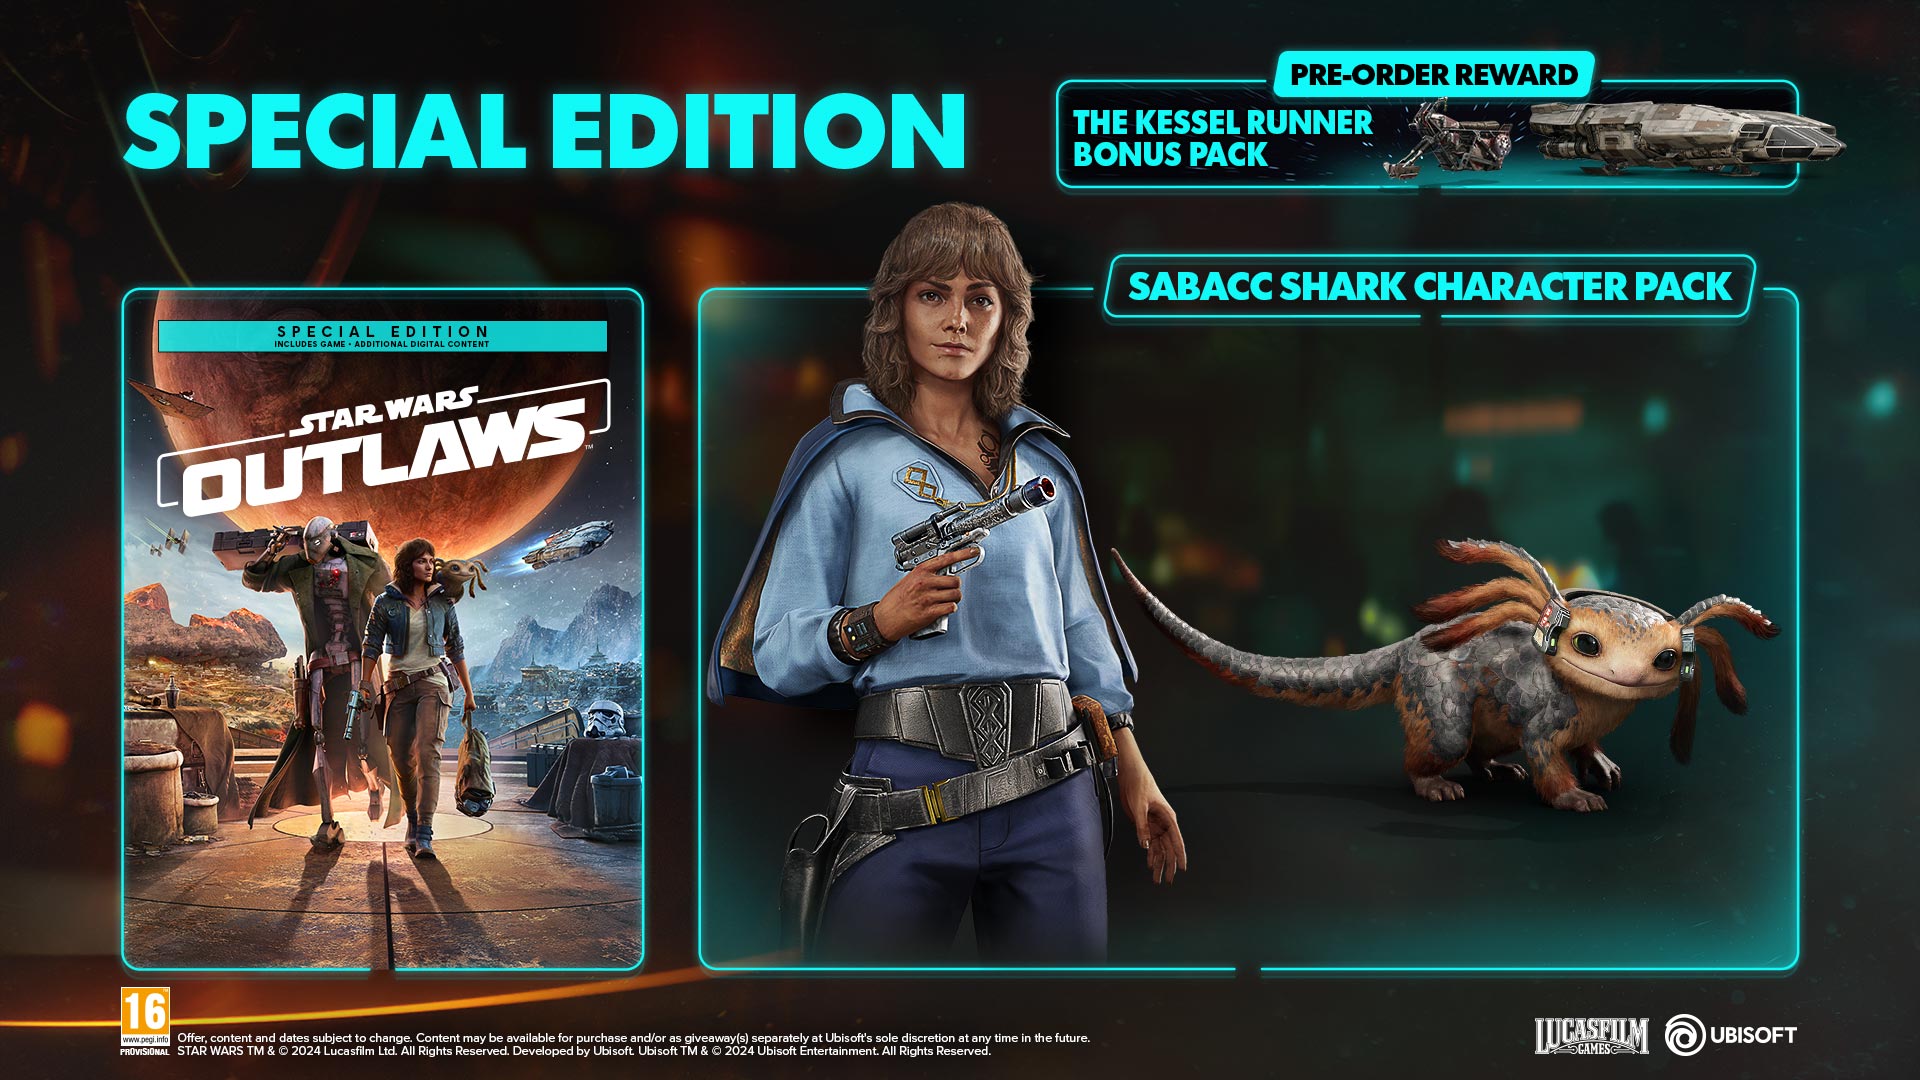 SPECIAL EDITION
PRE-ORDER REWARD
THE KESSEL RUNNER
BONUS PACK
SPECIAL EDITION
INCLUDES GAME • ADDITIONAL DIGITAL CONTENT
STAR WARS
OUTLAWS™
SABACC SHARK CHARACTER PACK
16
www.pegi.info
PROVISIONAL
Offer, content and dates subject to change. Content may be available for purchase and/or as giveaway(s) separately at Ubisoft's sole discretion at any time in the future.
STAR WARS TM & © 2024 Lucasfilm Ltd. All Rights Reserved. Developed by Ubisoft. Ubisoft TM & © 2024 Ubisoft Entertainment. All Rights Reserved.
LUCASFILM
GAMES™
UBISOFT